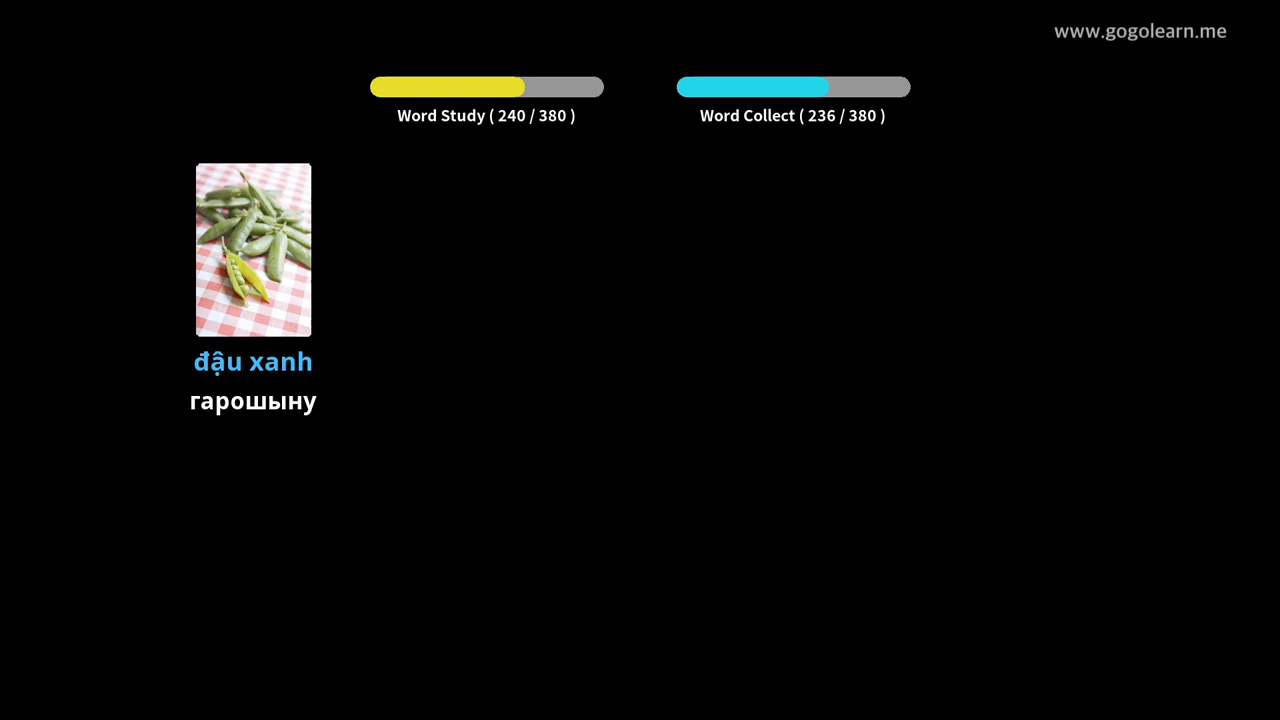 www.gogolearn.me
Word Study ( 240 / 380 )
Word Collect ( 236 / 380 )
đậu xanh
гарошыну